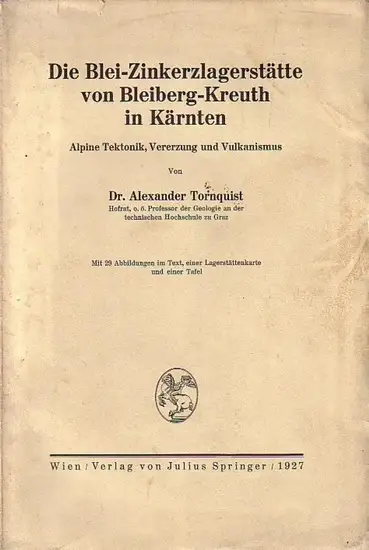 Die Blei-Zinkerzlagerstätte
von Bleiberg-Kreuth
in Kärnten
Alpine Tektonik, Vererzung und Vulkanismus
Von
Dr. Alexander Tornquist
Hofrat, o. ö. Professor der Geologie an der
technischen Hochschule zu Graz
Mit 29 Abbildungen im Text, einer Lagerstättenkarte
und einer Tafel
Wien / Verlag von Julius Springer / 1927